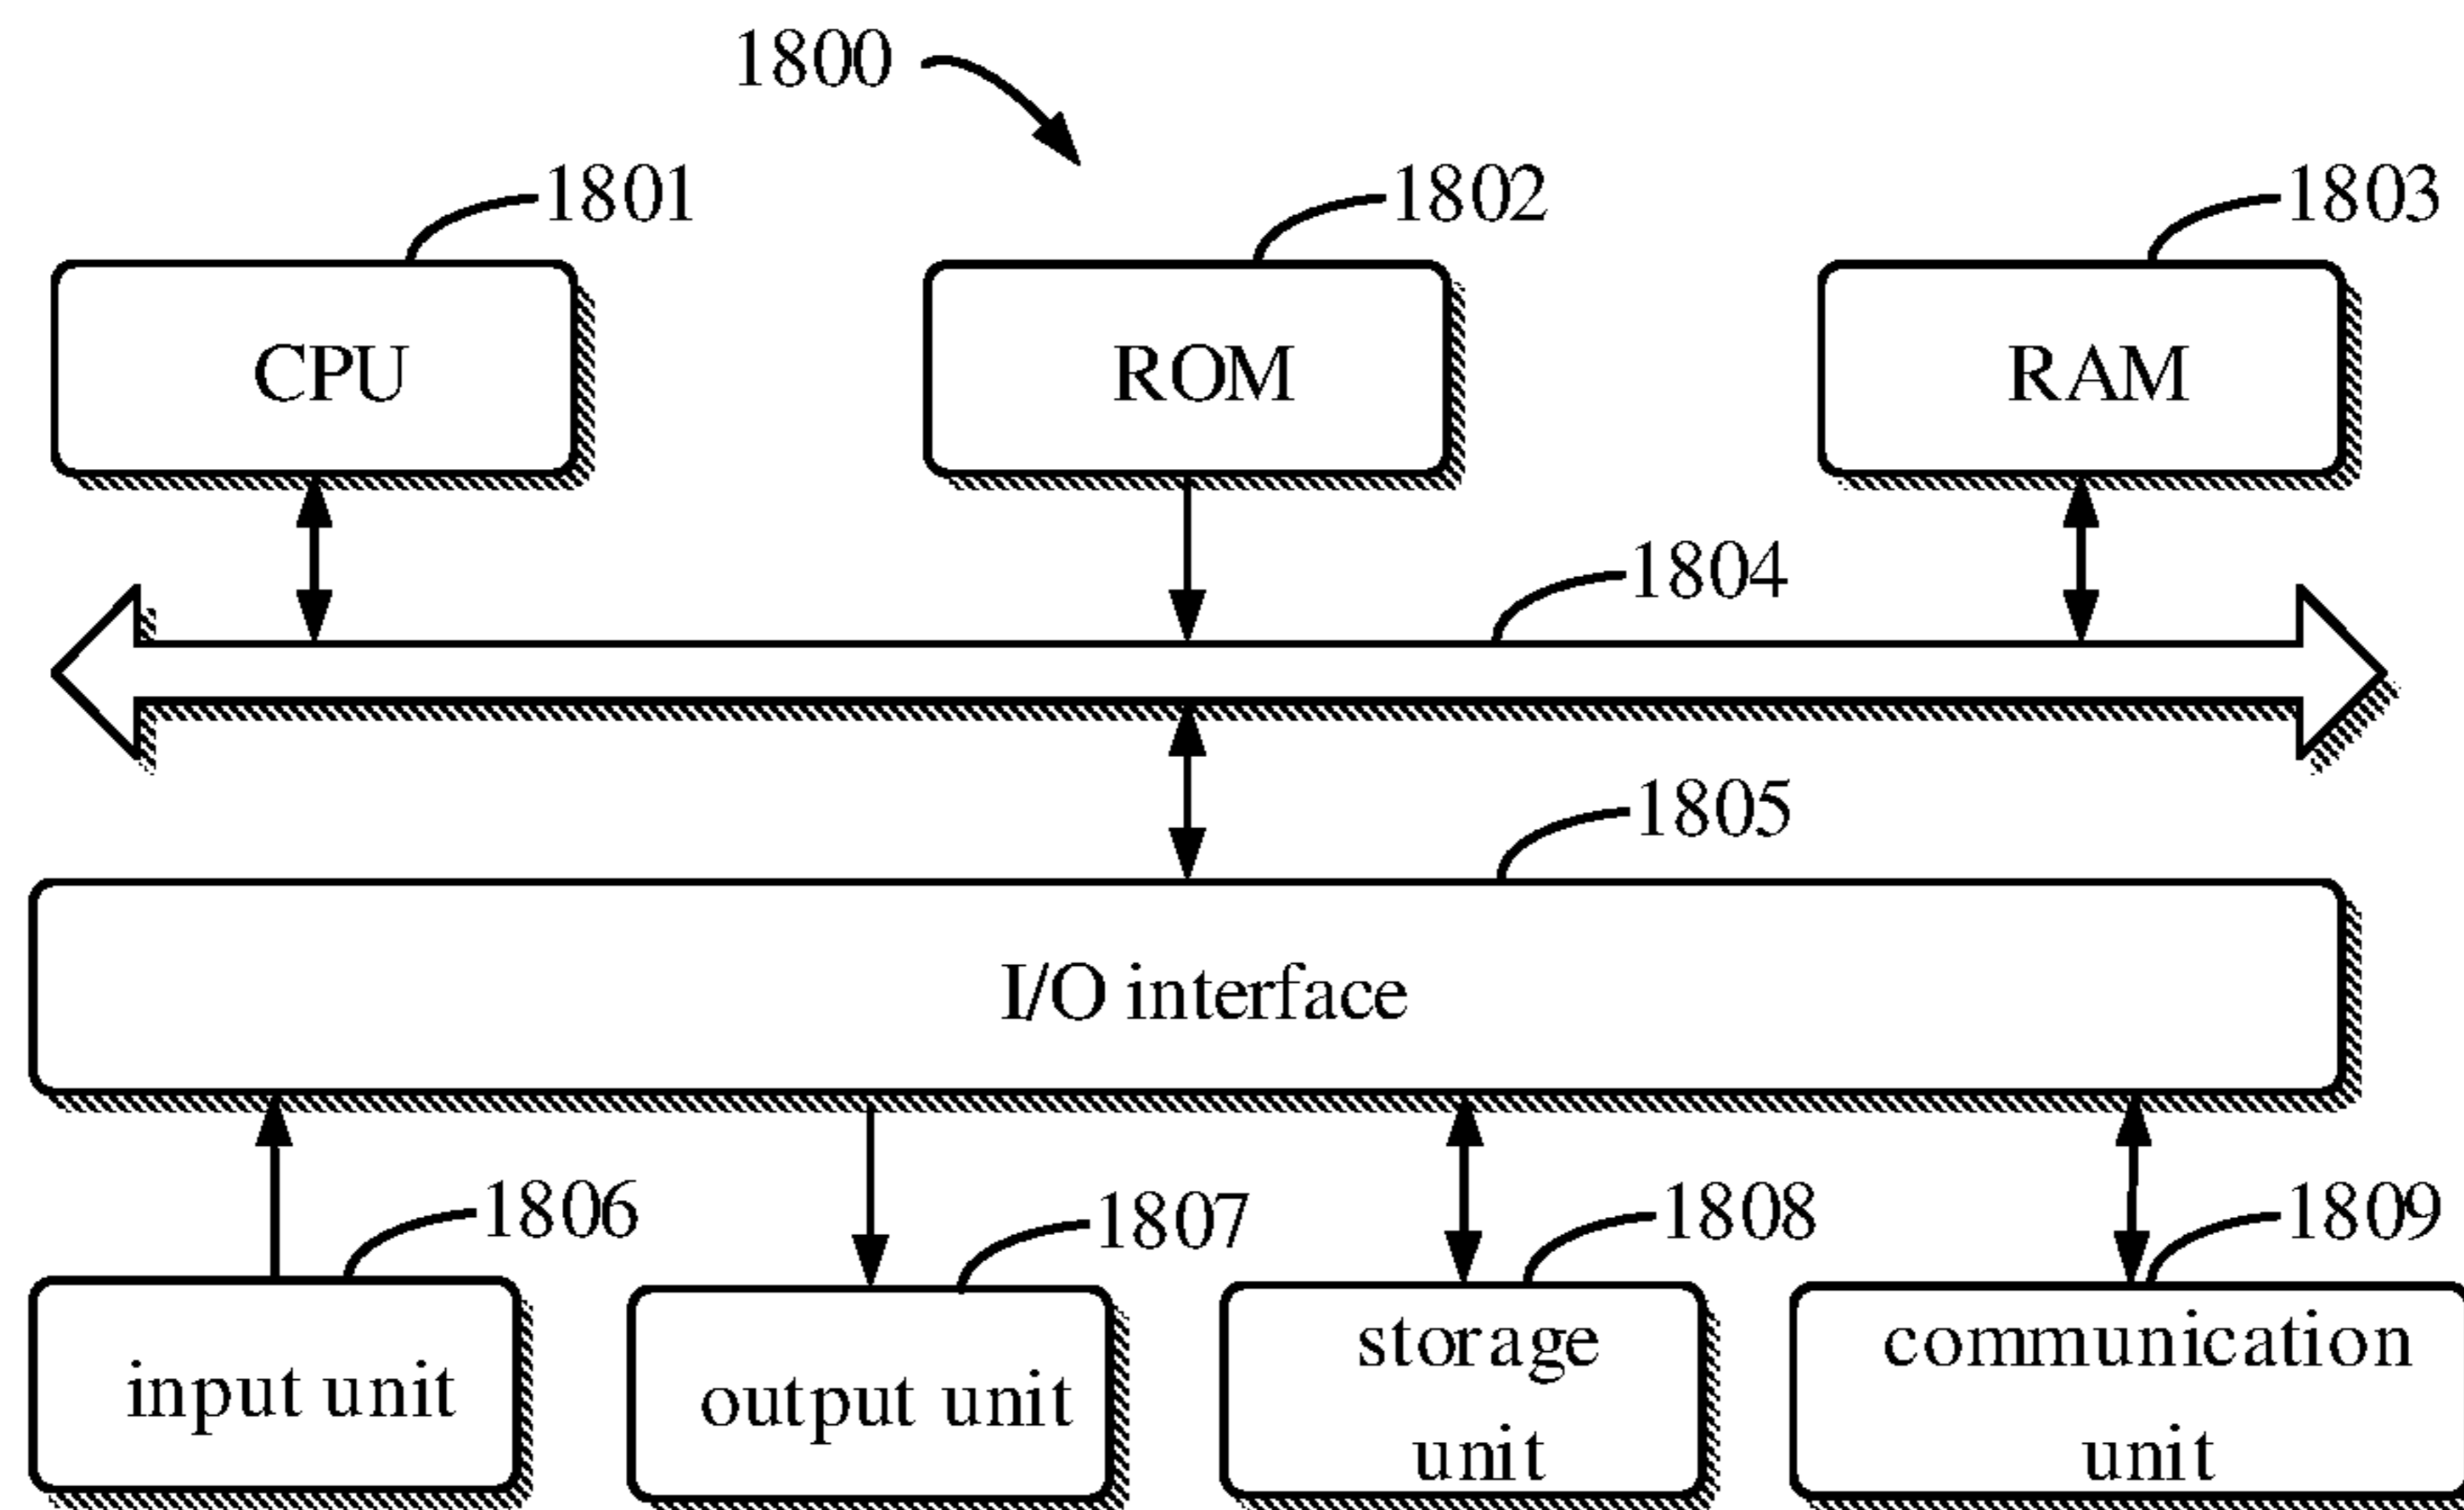 1800
1801
1802
1803
CPU
ROM
RAM
1804
1805
I/O interface
1806
1807
1808
1809
input unit
output unit
storage
unit
communication
unit